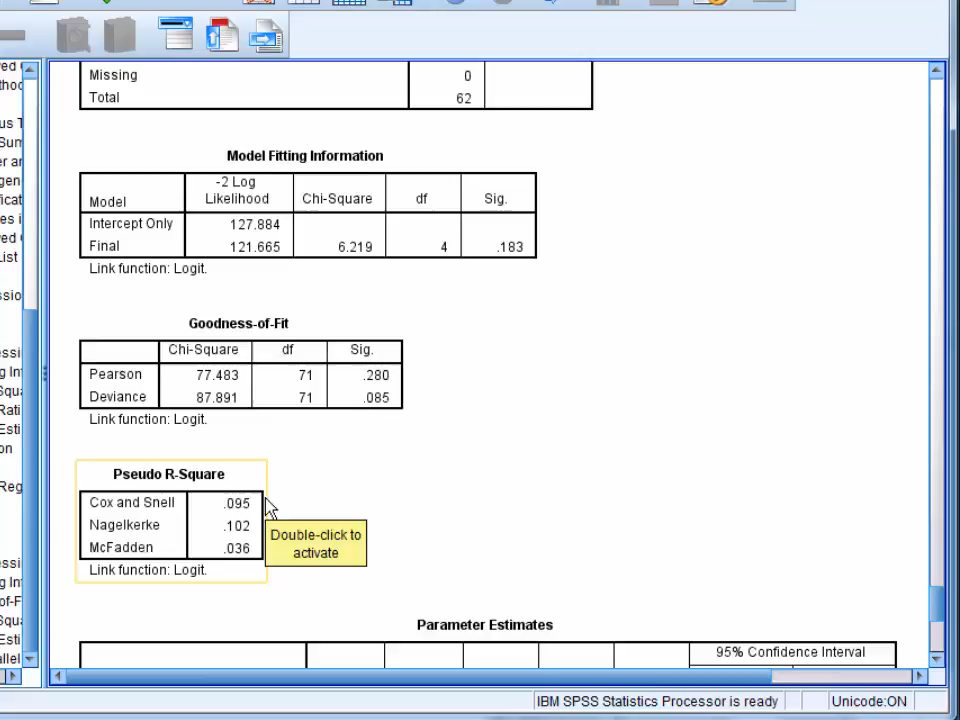 Missing 0
Total 62
Model Fitting Information
Model -2 Log Likelihood Chi-Square df Sig.
Intercept Only 127.884
Final 121.665 6.219 4 .183
Link function: Logit.
Goodness-of-Fit
Chi-Square df Sig.
Pearson 77.483 71 .280
Deviance 87.891 71 .085
Link function: Logit.
Pseudo R-Square
Cox and Snell .095
Nagelkerke .102
McFadden .036
Link function: Logit.
Double-click to
activate
Parameter Estimates
95% Confidence Interval
IBM SPSS Statistics Processor is ready
Unicode:ON